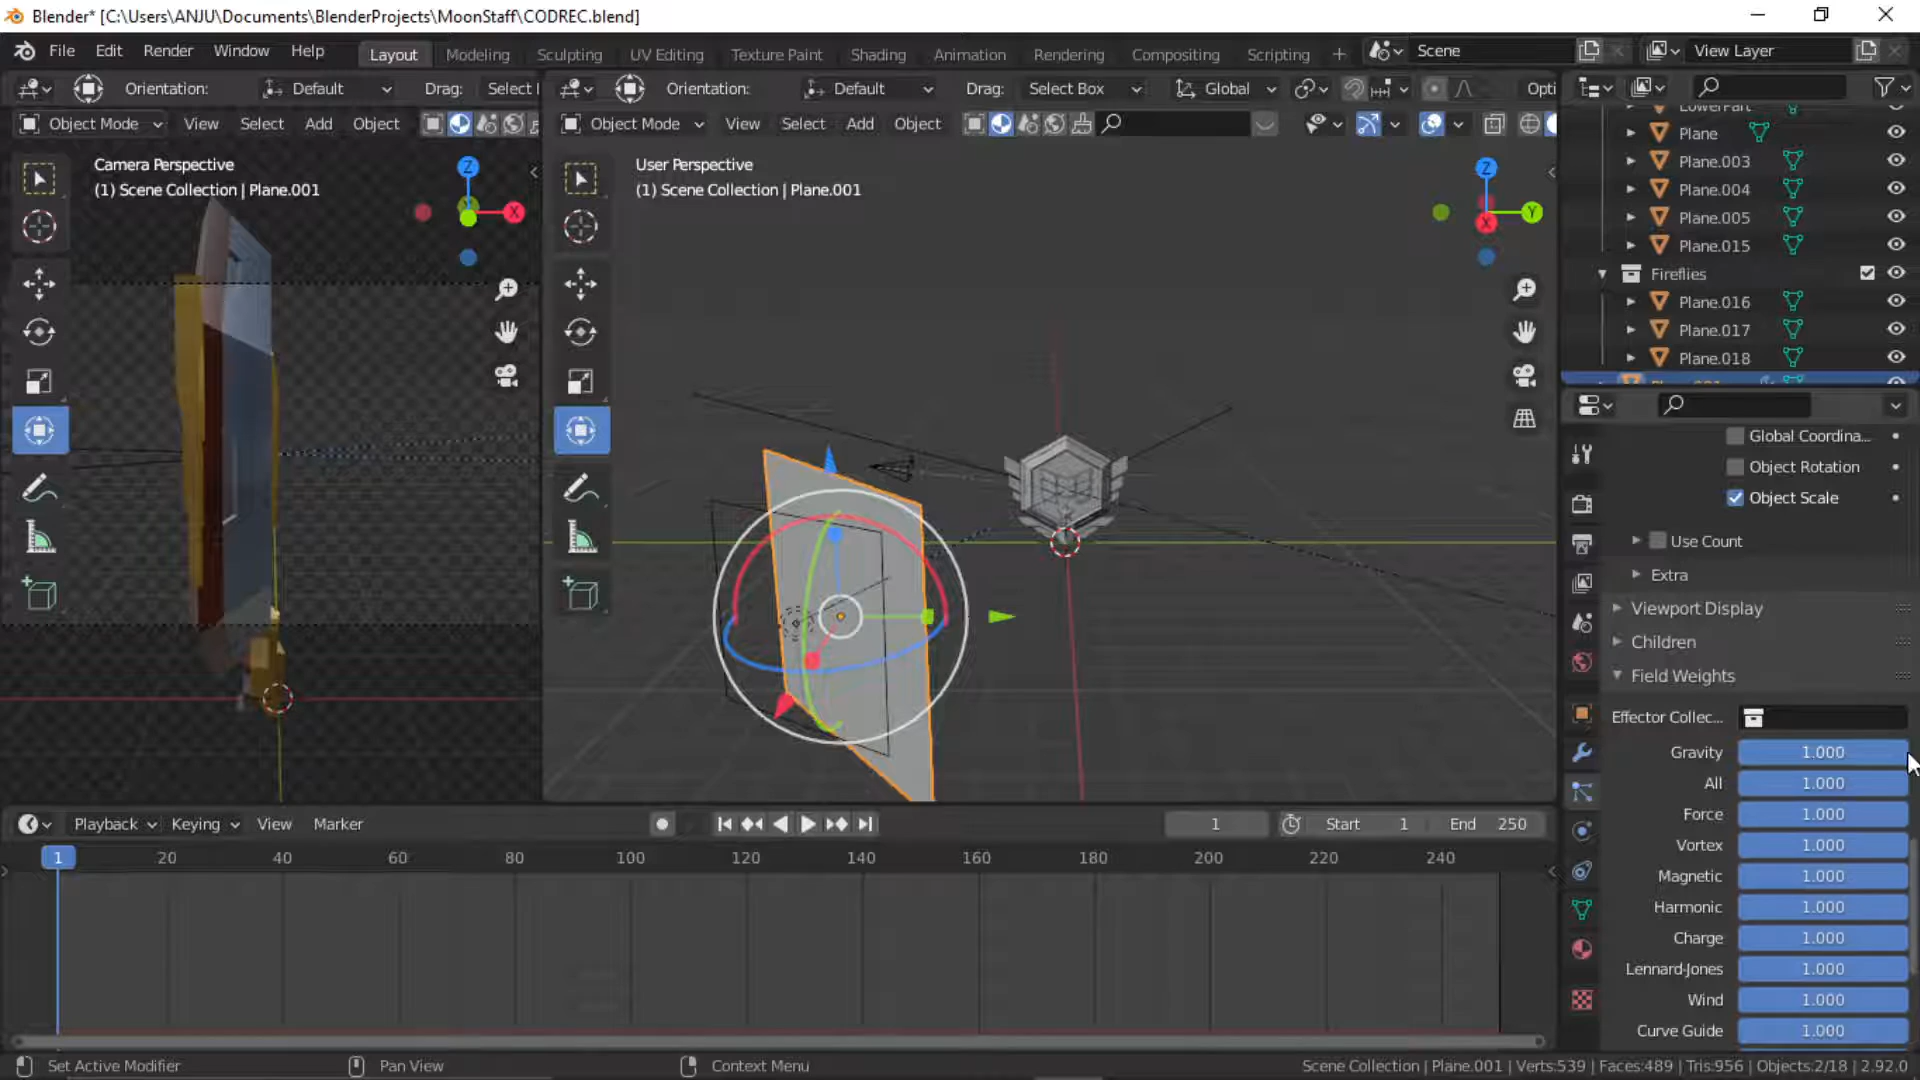 Blender* [C:\Users\ANJU\Documents\BlenderProjects\MoonStaff\CODREC.blend]
File Edit Render Window Help Layout Modeling Sculpting UV Editing Texture Paint Shading Animation Rendering Compositing Scripting + Scene View Layer
Orientation: Default Drag: Select Orientation: Default Drag: Select Box Global Opti
Object Mode View Select Add Object Object Mode View Select Add Object
Camera Perspective
(1) Scene Collection | Plane.001
Z
X
User Perspective
(1) Scene Collection | Plane.001
Z
Y
X
LowerPart
Plane
Plane.003
Plane.004
Plane.005
Plane.015
Fireflies
Plane.016
Plane.017
Plane.018
Global Coordina...
Object Rotation
Object Scale
Use Count
Extra
Viewport Display
Children
Field Weights
Effector Collec...
Gravity 1.000
All 1.000
Force 1.000
Vortex 1.000
Magnetic 1.000
Harmonic 1.000
Charge 1.000
Lennard-Jones 1.000
Wind 1.000
Curve Guide 1.000
Playback Keying View Marker 1 Start 1 End 250
1 20 40 60 80 100 120 140 160 180 200 220 240
Set Active Modifier Pan View Context Menu Scene Collection | Plane.001 | Verts:539 | Faces:489 | Tris:956 | Objects:2/18 | 2.92.0